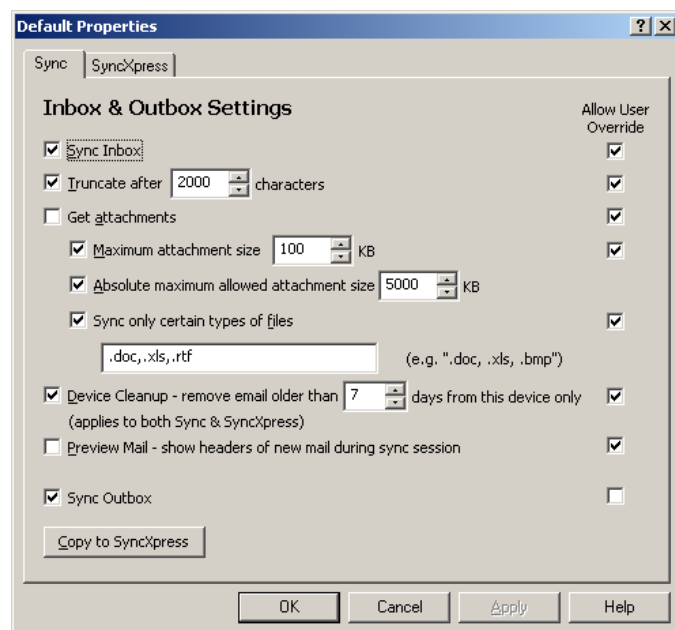 Default Properties
Sync SyncXpress
Inbox & Outbox Settings
Allow User
Override
Sync Inbox
Truncate after 2000 characters
Get attachments
Maximum attachment size 100 KB
Absolute maximum allowed attachment size 5000 KB
Sync only certain types of files
.doc,.xls,.rtf (e.g. ".doc, .xls, .bmp")
Device Cleanup - remove email older than 7 days from this device only
(applies to both Sync & SyncXpress)
Preview Mail - show headers of new mail during sync session
Sync Outbox
Copy to SyncXpress
OK Cancel Apply Help